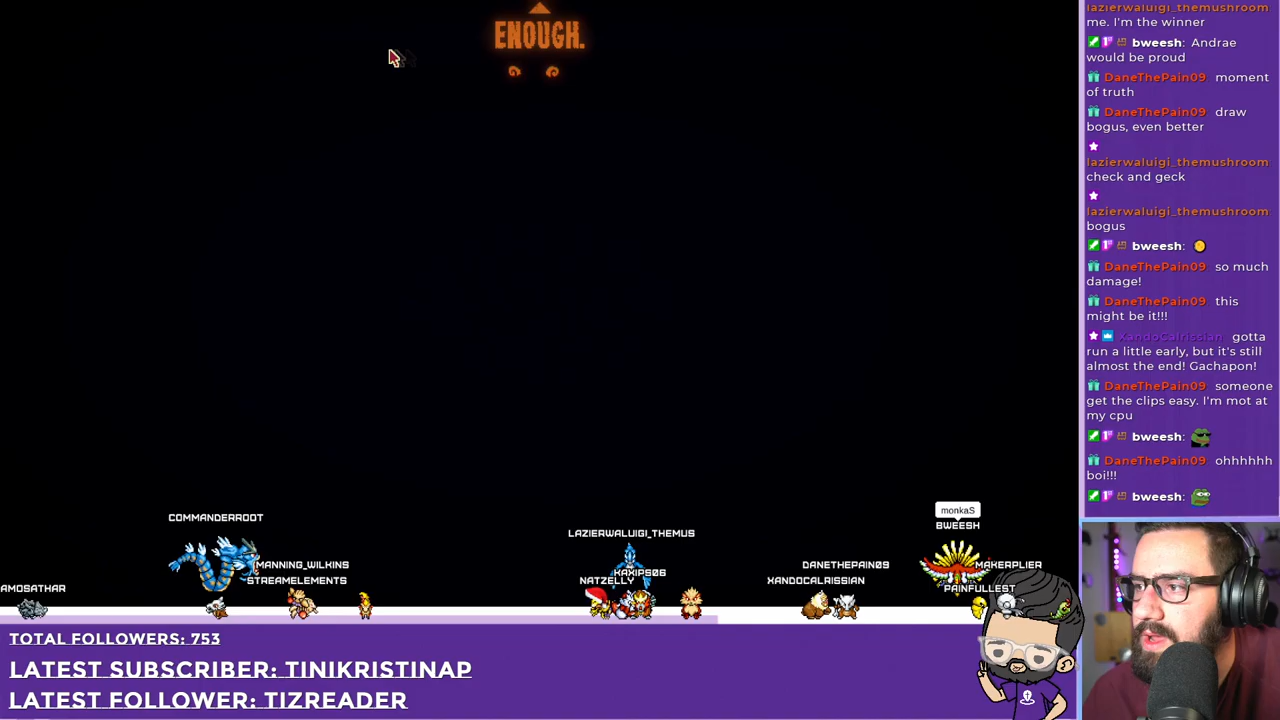 ENOUGH.
lazierwaluigi_themushroom
me. I'm the winner
bweesh: Andrae
would be proud
DaneThePain09: moment
of truth
DaneThePain09: draw
bogus, even better
lazierwaluigi_themushroom
check and geck
lazierwaluigi_themushroom
bogus
bweesh:
DaneThePain09: so much
damage!
DaneThePain09: this
might be it!!!
XandoCalrissian: gotta
run a little early, but it's still
almost the end! Gachapon!
DaneThePain09: someone
get the clips easy. I'm mot at
my cpu
bweesh:
DaneThePain09: ohhhhhh
boi!!!
bweesh:
monkaS
COMMANDERROOT
BWEESH
LAZIERWALUIGI_THEMUS
MANNING_WILKINS
DANETHEPAIN09
MAKERPLIER
KAXIPS06
STREAMELEMENTS
NATZELLY
XANDOCALRISSIAN
AMOSATHAR
PAINFULLEST
TOTAL FOLLOWERS: 753
LATEST SUBSCRIBER: TINIKRISTINAP
LATEST FOLLOWER: TIZREADER